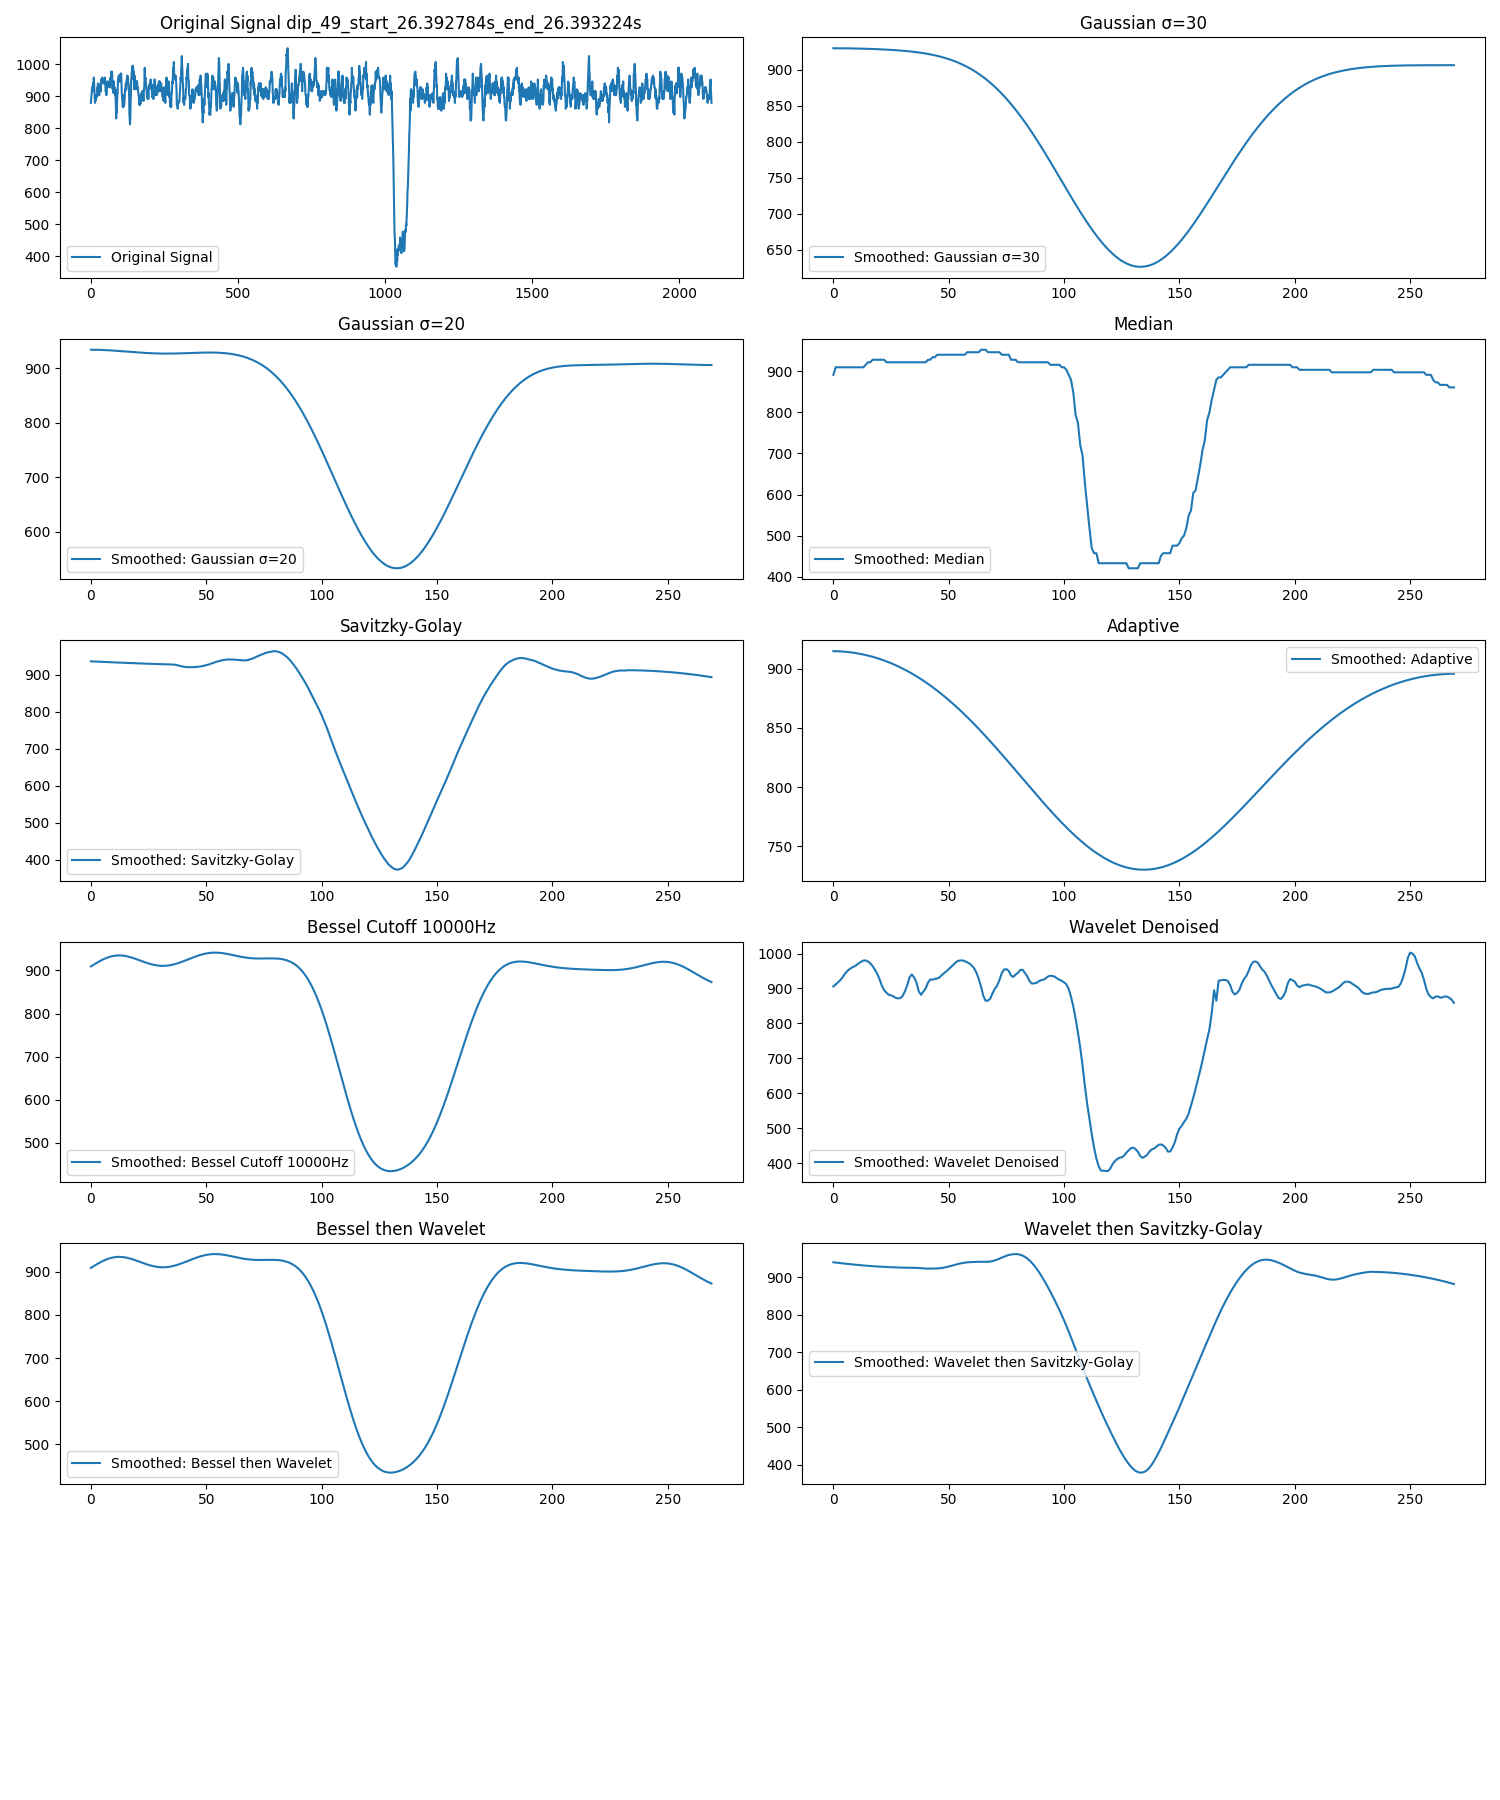 Original Signal dip_49_start_26.392784s_end_26.393224s
1000
900
800
700
600
500
400
Original Signal
0 500 1000 1500 2000
Gaussian σ=30
900
850
800
750
700
650
Smoothed: Gaussian σ=30
0 50 100 150 200 250
Gaussian σ=20
900
800
700
600
Smoothed: Gaussian σ=20
0 50 100 150 200 250
Median
900
800
700
600
500
400
Smoothed: Median
0 50 100 150 200 250
Savitzky-Golay
900
800
700
600
500
400
Smoothed: Savitzky-Golay
0 50 100 150 200 250
Adaptive
900
850
800
750
Smoothed: Adaptive
0 50 100 150 200 250
Bessel Cutoff 10000Hz
900
800
700
600
500
Smoothed: Bessel Cutoff 10000Hz
0 50 100 150 200 250
Wavelet Denoised
1000
900
800
700
600
500
400
Smoothed: Wavelet Denoised
0 50 100 150 200 250
Bessel then Wavelet
900
800
700
600
500
Smoothed: Bessel then Wavelet
0 50 100 150 200 250
Wavelet then Savitzky-Golay
900
800
700
600
500
400
Smoothed: Wavelet then Savitzky-Golay
0 50 100 150 200 250